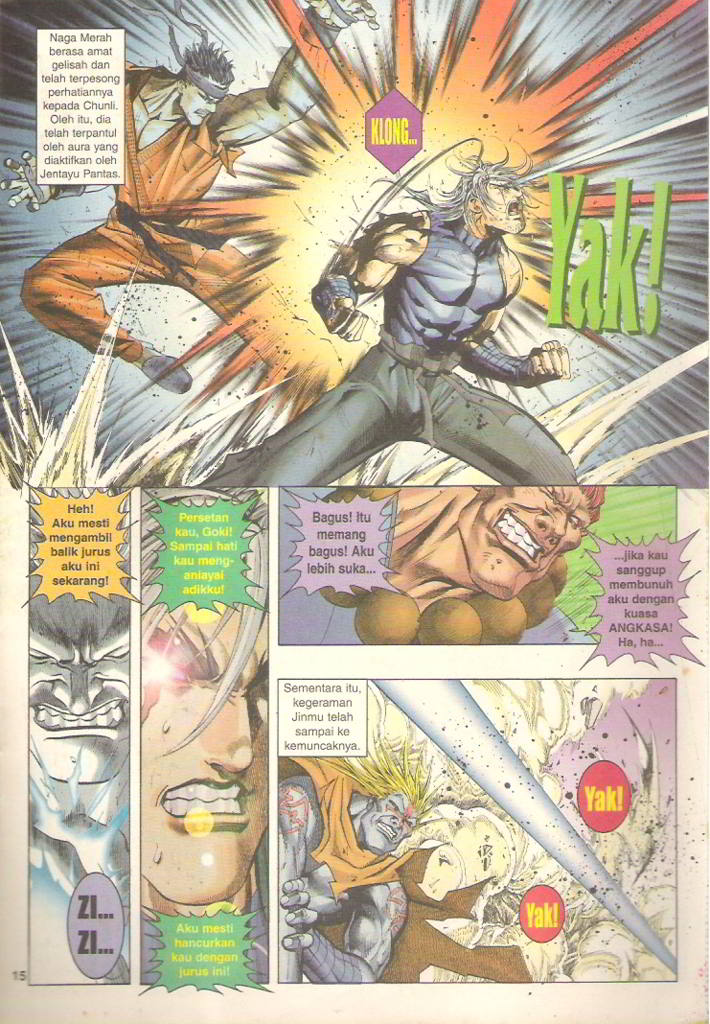 Naga Merah
berasa amat
gelisah dan
telah terpesong
perhatiannya
kepada Chunli.
Oleh itu, dia
telah terpantul
oleh aura yang
diaktifkan oleh
Jentayu Pantas.
KLONG...
Yak!
Heh!
Aku mesti
mengambil
balik jurus
aku ini
sekarang!
ZI...
ZI...
Persetan
kau, Goki!
Sampai hati
kau meng-
aniayai
adikku!
Aku mesti
hancurkan
kau dengan
jurus ini!
Bagus! Itu
memang
bagus! Aku
lebih suka...
...jika kau
sanggup
membunuh
aku dengan
kuasa
ANGKASA!
Ha, ha...
Sementara itu,
kegeraman
Jinmu telah
sampai ke
kemuncaknya.
Yak!
Yak!
15